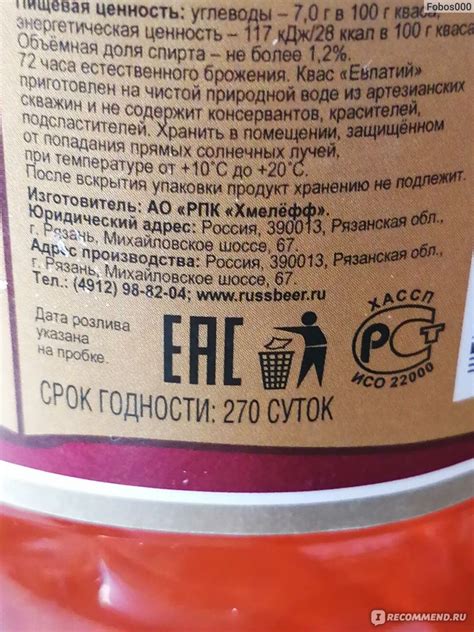 Fobos000
Пищевая ценность: углеводы – 7,0 г в 100 г кваса,
энергетическая ценность – 117 кДж/28 ккал в 100 г кваса
Объёмная доля спирта – не более 1,2%.
72 часа естественного брожения. Квас «Евпатий»
приготовлен на чистой природной воде из артезианских
скважин и не содержит консервантов, красителей,
подсластителей. Хранить в помещении, защищённом
от попадания прямых солнечных лучей,
при температуре от +10°С до +20°С.
После вскрытия упаковки продукт хранению не подлежит.
Изготовитель: АО «РПК «Хмелёфф».
Юридический адрес: Россия, 390013, Рязанская обл.,
г. Рязань, Михайловское шоссе, 67.
Адрес производства: Россия, 390013, Рязанская обл.,
г. Рязань, Михайловское шоссе, 67.
Тел.: (4912) 98-82-04; www.russbeer.ru
Дата розлива
указана
на пробке.
ЕАС
ХАССП
РСТ
ИСО 22000
СРОК ГОДНОСТИ: 270 СУТОК
I RECOMMEND.RU